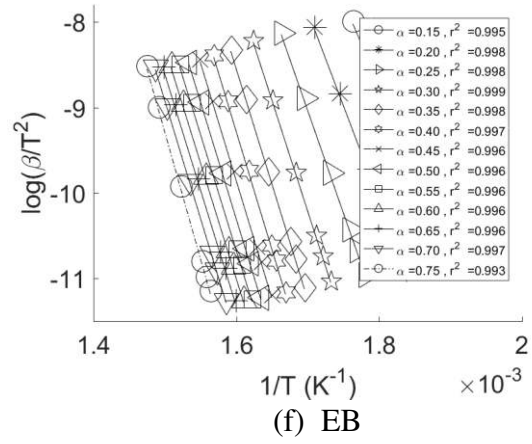 -8
-9
-10
-11
log(β/T²)
1.4
1.6
1.8
2
1/T (K⁻¹)
×10⁻³
α =0.15 , r² =0.995
α =0.20 , r² =0.998
α =0.25 , r² =0.998
α =0.30 , r² =0.999
α =0.35 , r² =0.998
α =0.40 , r² =0.997
α =0.45 , r² =0.996
α =0.50 , r² =0.996
α =0.55 , r² =0.996
α =0.60 , r² =0.996
α =0.65 , r² =0.996
α =0.70 , r² =0.997
α =0.75 , r² =0.993
(f) EB